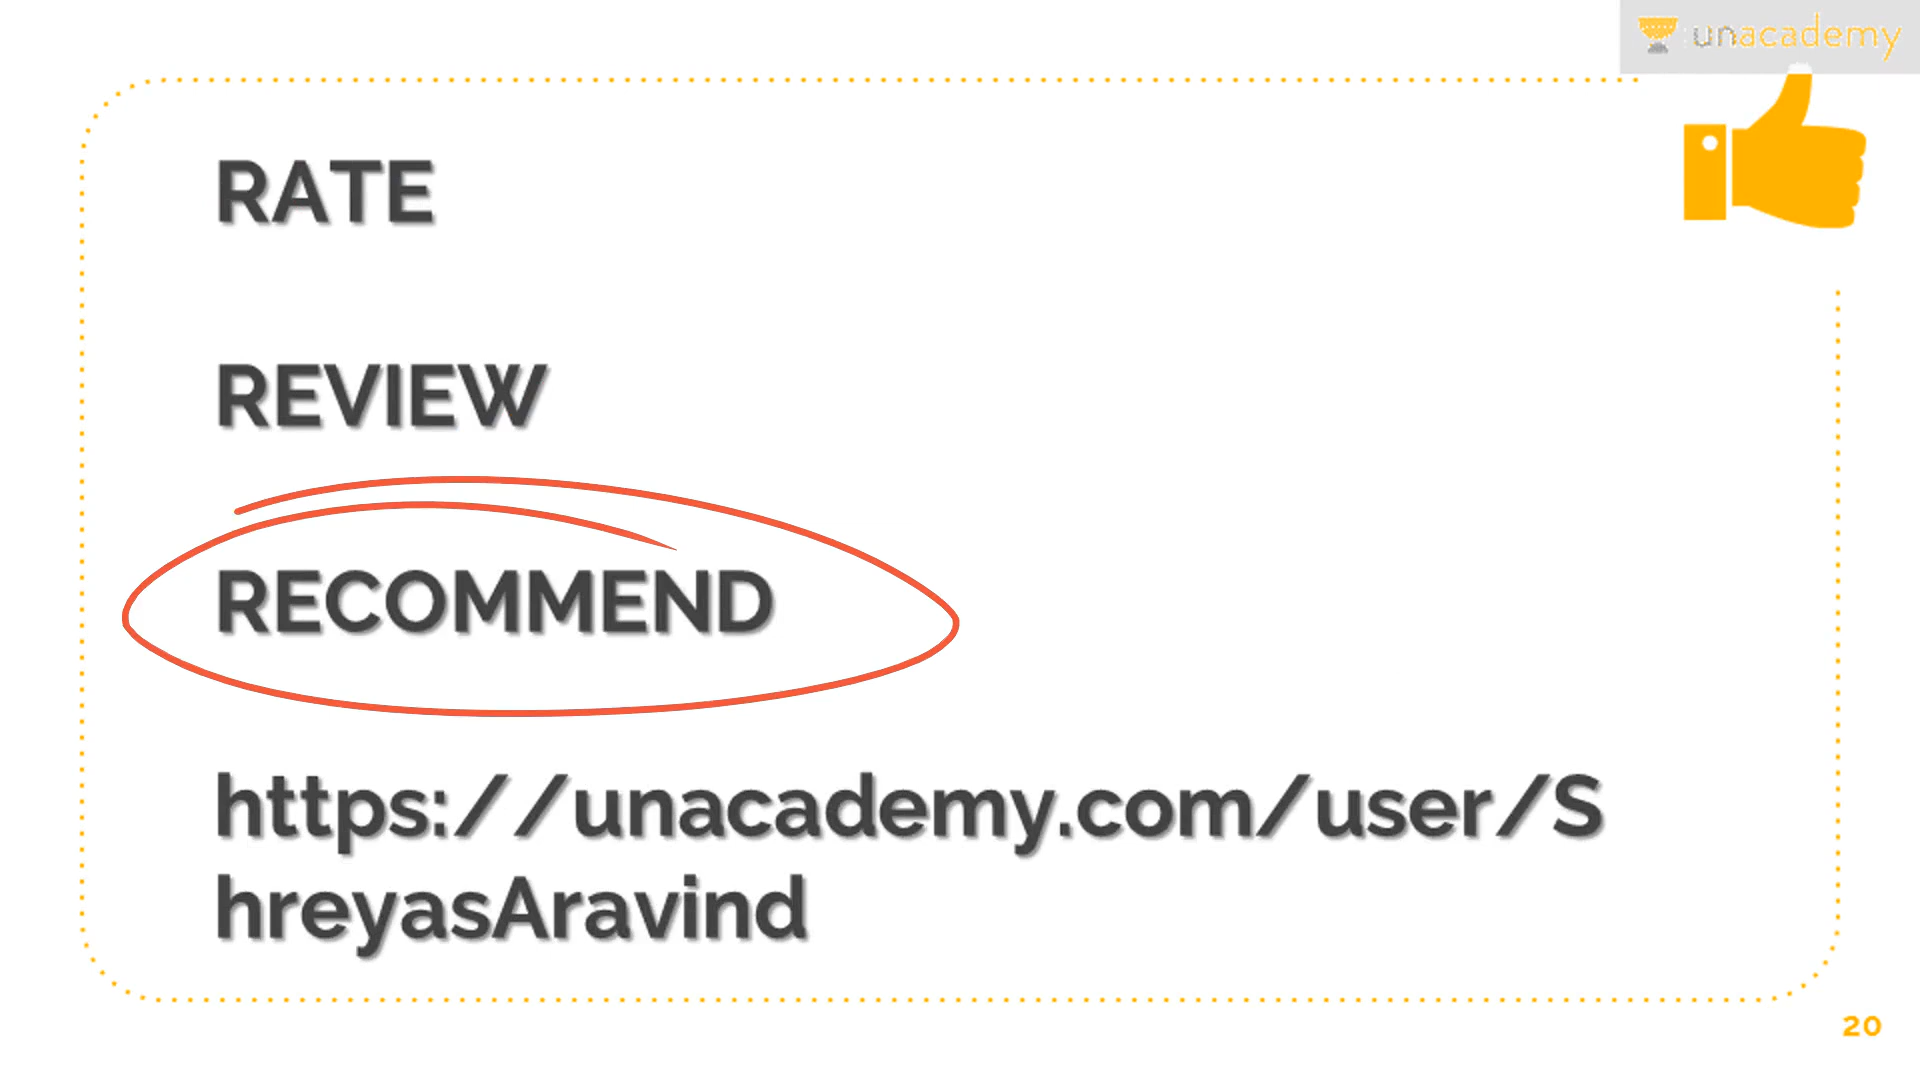 unacademy
RATE
REVIEW
RECOMMEND
https://unacademy.com/user/S
hreyasAravind
20